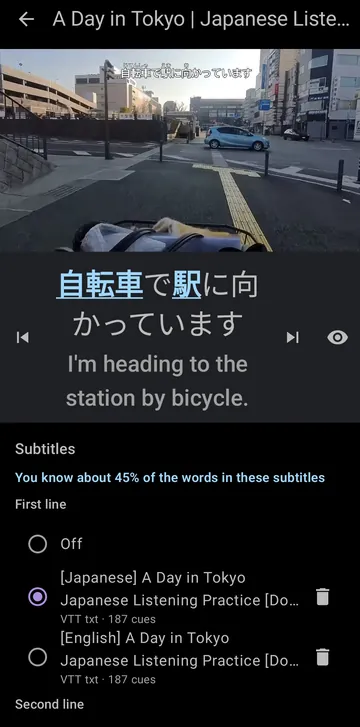 A Day in Tokyo | Japanese Liste…
自転車で駅に向かっています
自転車で駅に向
かっています
I'm heading to the
station by bicycle.
Subtitles
You know about 45% of the words in these subtitles
First line
Off
[Japanese] A Day in Tokyo
Japanese Listening Practice [Do…
VTT txt · 187 cues
[English] A Day in Tokyo
Japanese Listening Practice [Do…
VTT txt · 187 cues
Second line